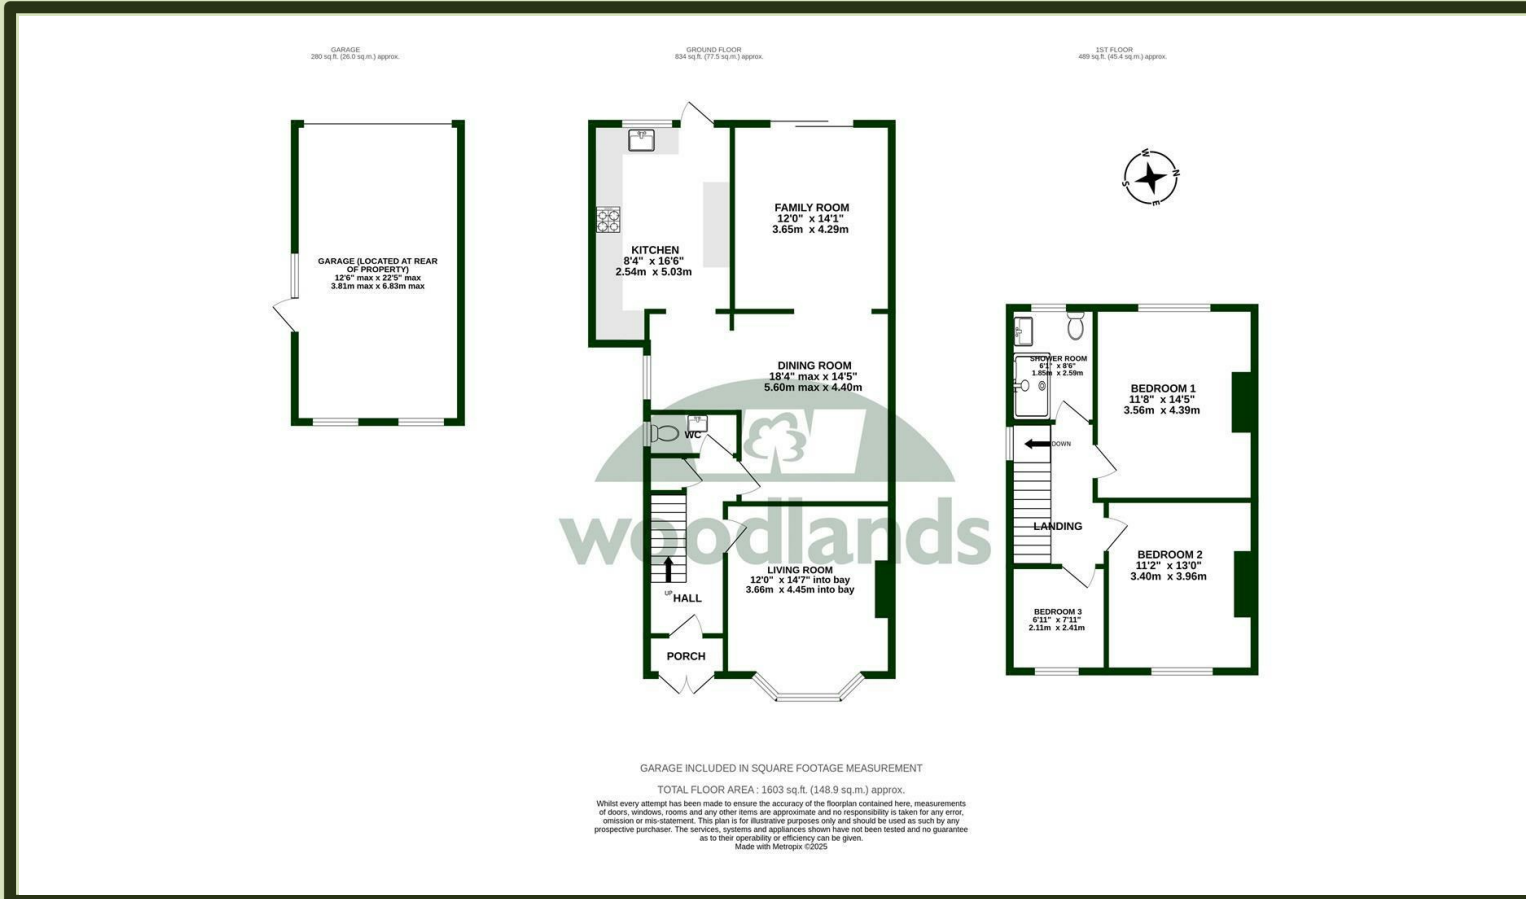 GARAGE
280 sq.ft. (26.0 sq.m.) approx.
GROUND FLOOR
834 sq.ft. (77.5 sq.m.) approx.
1ST FLOOR
489 sq.ft. (45.4 sq.m.) approx.
W
N
S
E
GARAGE (LOCATED AT REAR
OF PROPERTY)
12'6" max x 22'5" max
3.81m max x 6.83m max
KITCHEN
8'4" x 16'6"
2.54m x 5.03m
FAMILY ROOM
12'0" x 14'1"
3.65m x 4.29m
DINING ROOM
18'4" max x 14'5"
5.60m max x 4.40m
WC
woodlands
LIVING ROOM
12'0" x 14'7" into bay
3.66m x 4.45m into bay
UP
HALL
PORCH
SHOWER ROOM
6'1" x 8'6"
1.85m x 2.59m
BEDROOM 1
11'8" x 14'5"
3.56m x 4.39m
DOWN
LANDING
BEDROOM 2
11'2" x 13'0"
3.40m x 3.96m
BEDROOM 3
6'11" x 7'11"
2.11m x 2.41m
GARAGE INCLUDED IN SQUARE FOOTAGE MEASUREMENT
TOTAL FLOOR AREA : 1603 sq.ft. (148.9 sq.m.) approx.
Whilst every attempt has been made to ensure the accuracy of the floorplan contained here, measurements
of doors, windows, rooms and any other items are approximate and no responsibility is taken for any error,
omission or mis-statement. This plan is for illustrative purposes only and should be used as such by any
prospective purchaser. The services, systems and appliances shown have not been tested and no guarantee
as to their operability or efficiency can be given.
Made with Metropix ©2025